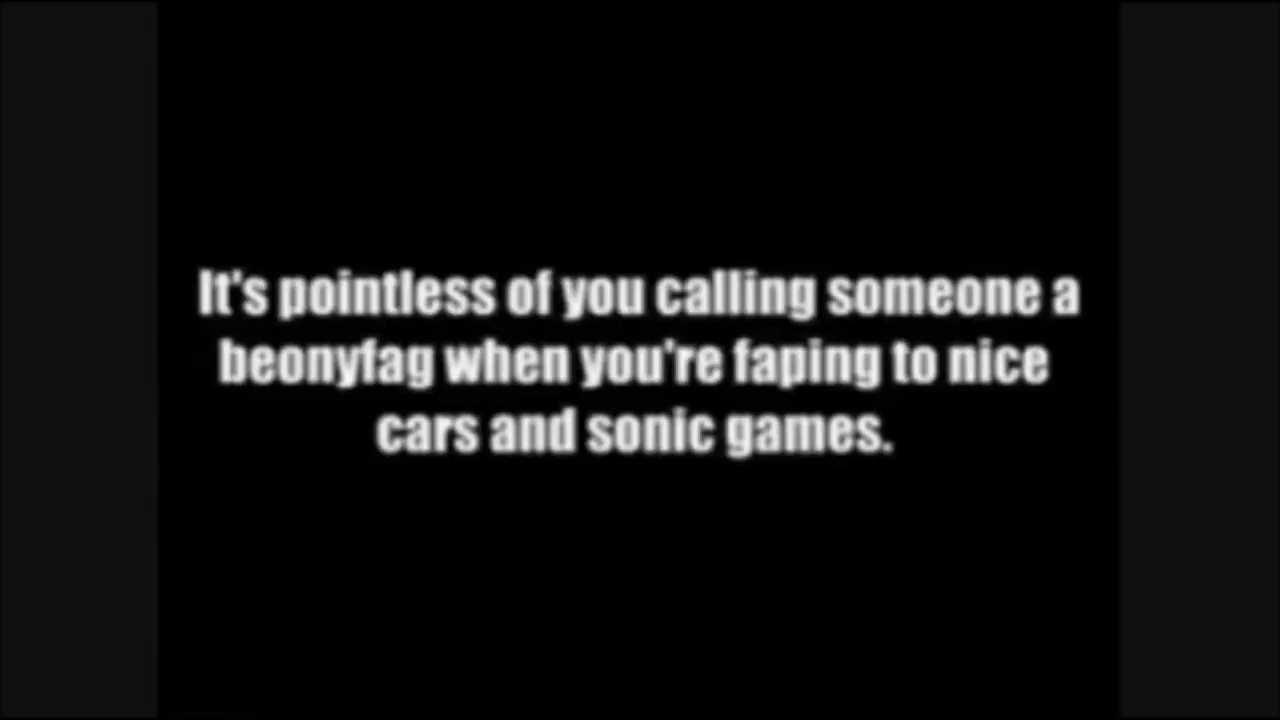 It's pointless of you calling someone a
beonyfag when you're faping to nice
cars and sonic games.